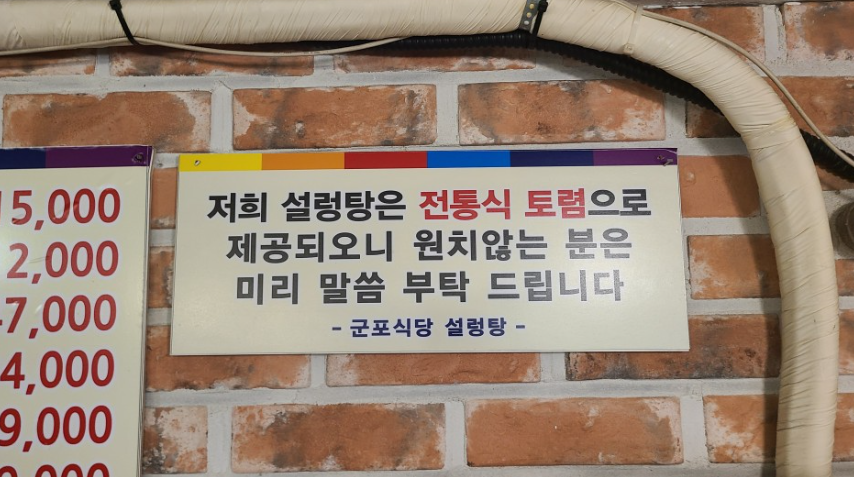 저희 설렁탕은 전통식 토렴으로
제공되오니 원치않는 분은
미리 말씀 부탁 드립니다
- 군포식당 설렁탕 -
15,000
2,000
47,000
4,000
9,000